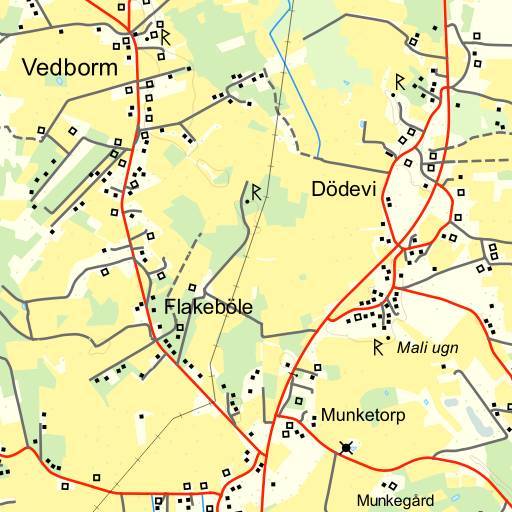 Vedborm
Dödevi
Flakeböle
Mali ugn
Munketorp
Munkegård